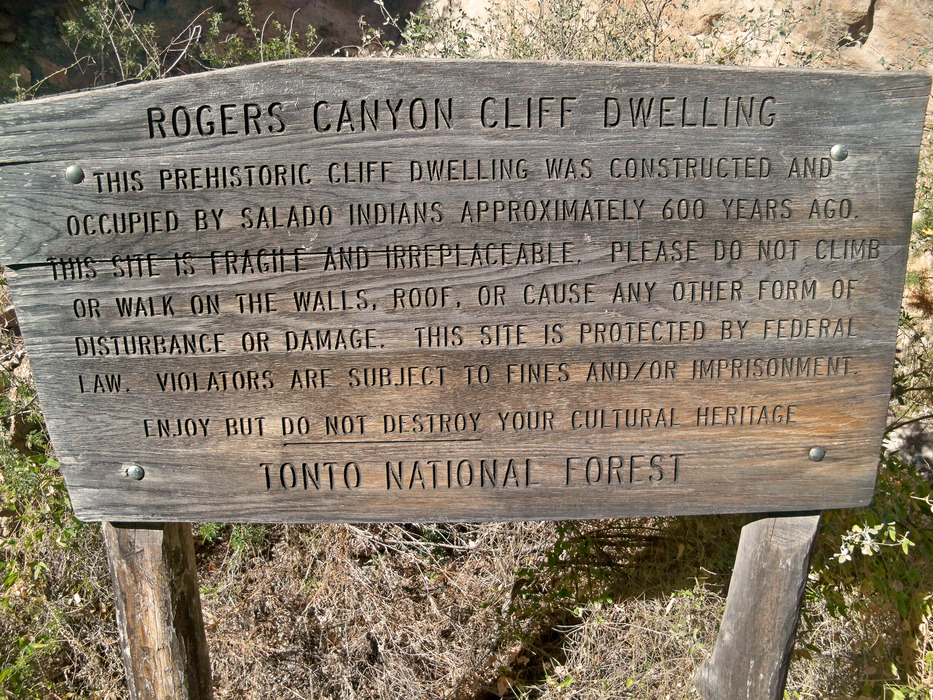 ROGERS CANYON CLIFF DWELLING
THIS PREHISTORIC CLIFF DWELLING WAS CONSTRUCTED AND
OCCUPIED BY SALADO INDIANS APPROXIMATELY 600 YEARS AGO.
THIS SITE IS FRAGILE AND IRREPLACEABLE. PLEASE DO NOT CLIMB
OR WALK ON THE WALLS, ROOF, OR CAUSE ANY OTHER FORM OF
DISTURBANCE OR DAMAGE. THIS SITE IS PROTECTED BY FEDERAL
LAW. VIOLATORS ARE SUBJECT TO FINES AND/OR IMPRISONMENT.
ENJOY BUT DO NOT DESTROY YOUR CULTURAL HERITAGE
TONTO NATIONAL FOREST